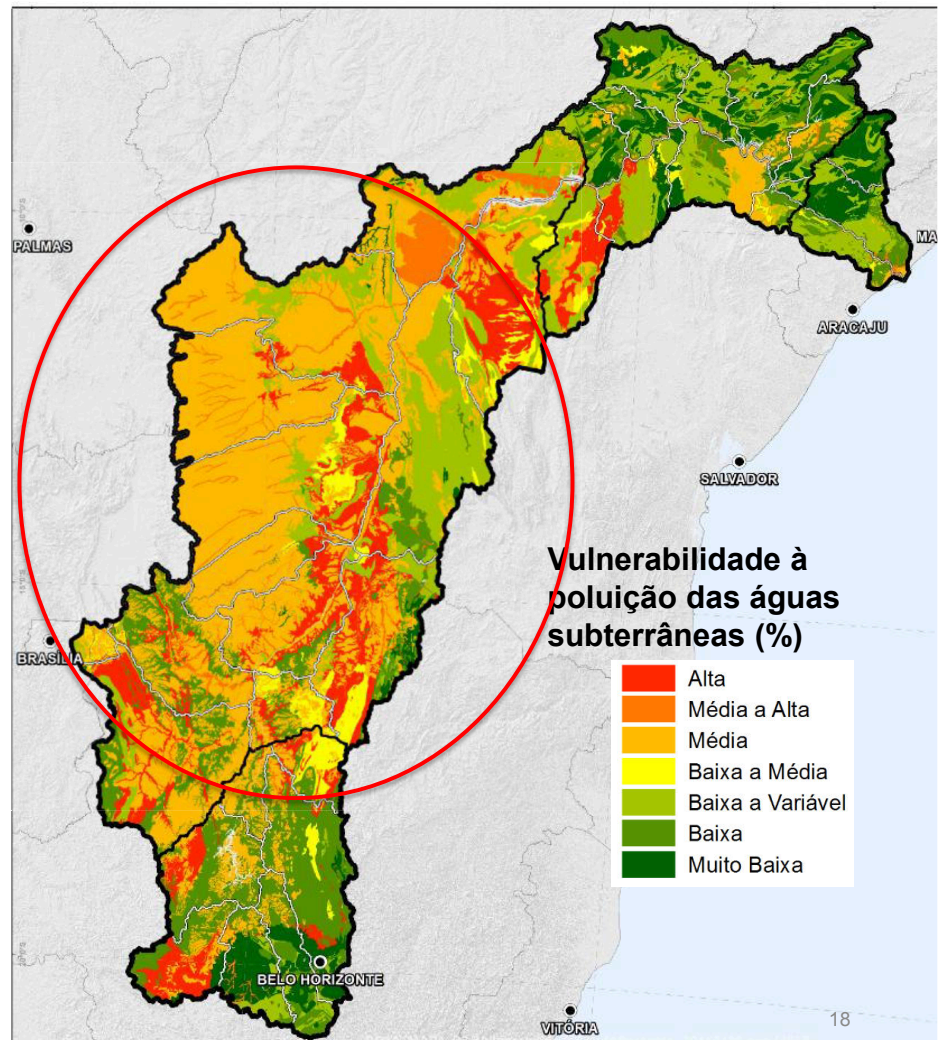 PALMAS
MA
ARACAJU
SALVADOR
Vulnerabilidade à
poluição das águas
subterrâneas (%)
BRASÍLIA
Alta
Média a Alta
Média
Baixa a Média
Baixa a Variável
Baixa
Muito Baixa
BELO HORIZONTE
VITÓRIA
18